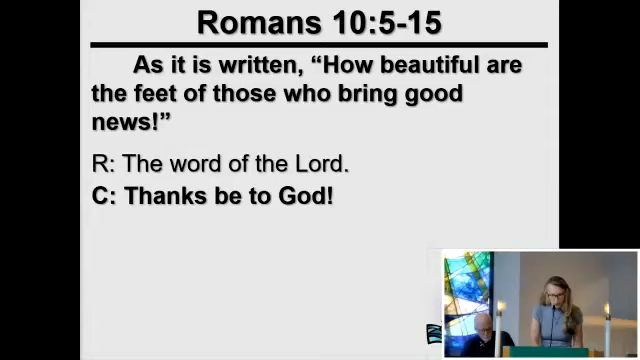 Romans 10:5-15
As it is written, “How beautiful are
the feet of those who bring good
news!”
R: The word of the Lord.
C: Thanks be to God!